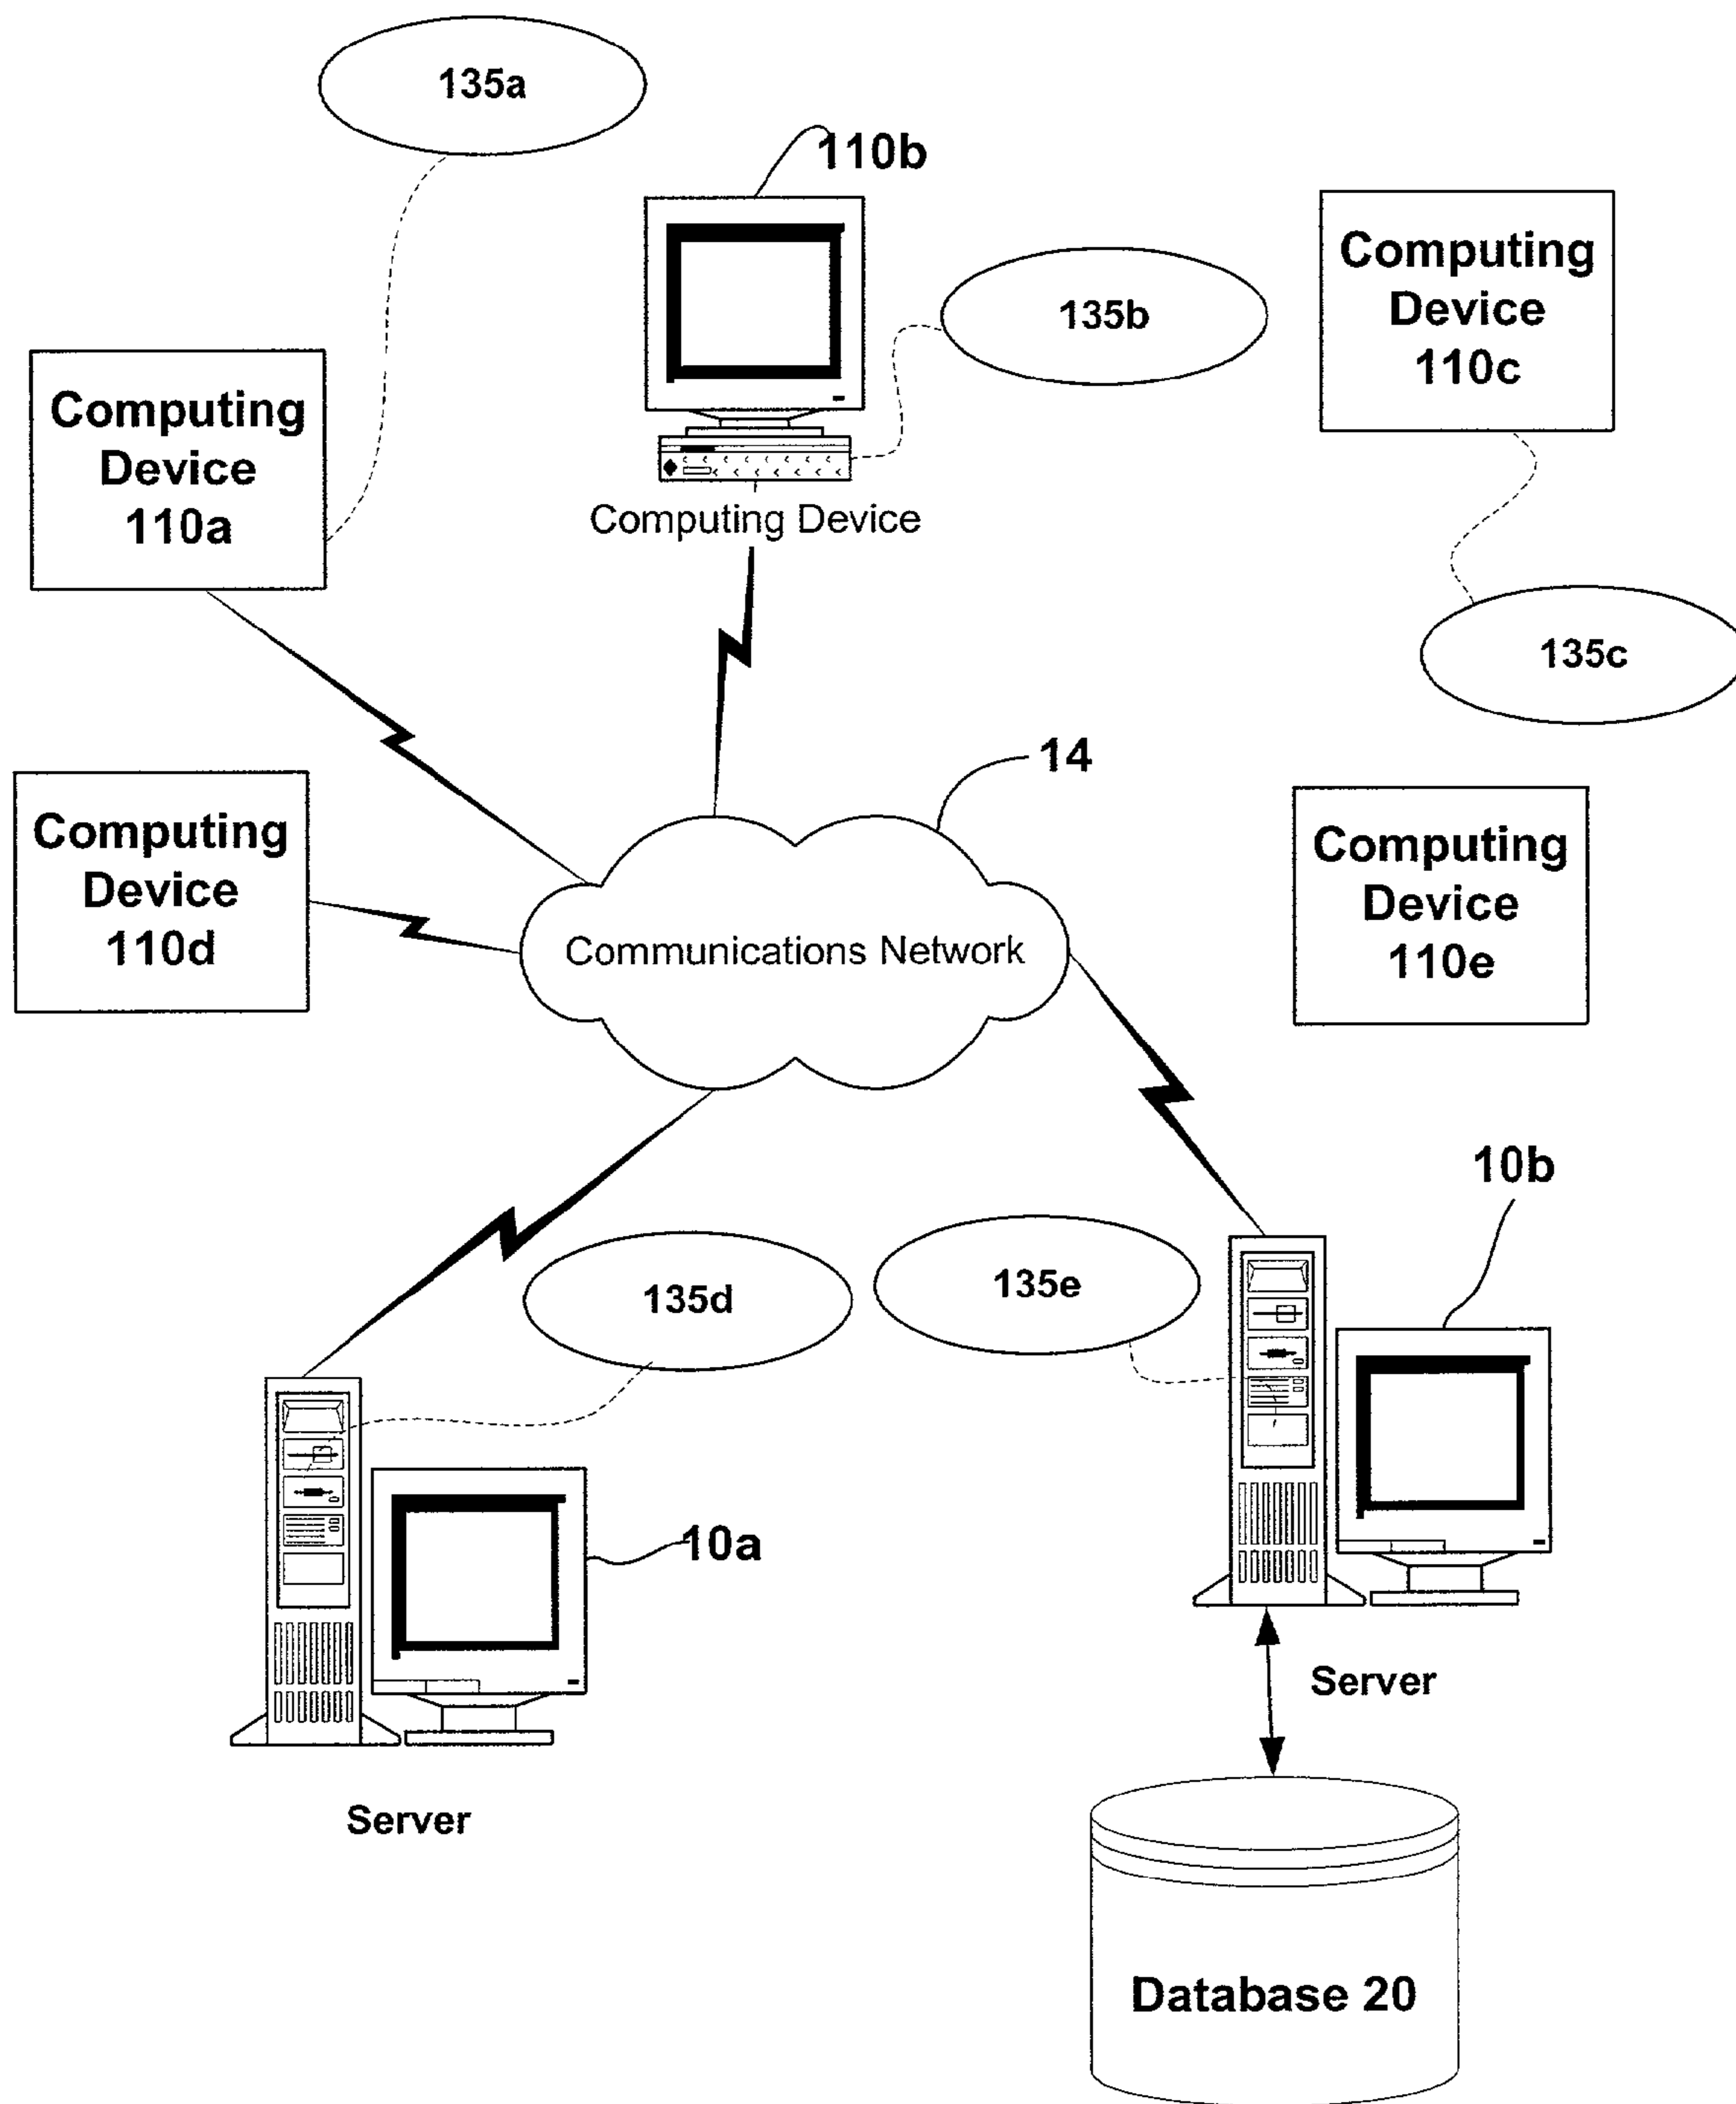 135a
110b
Computing
Device
110c
135b
Computing
Device
110a
Computing Device
135c
14
Computing
Device
110d
Computing
Device
110e
Communications Network
10b
135d
135e
10a
Server
Server
Database 20